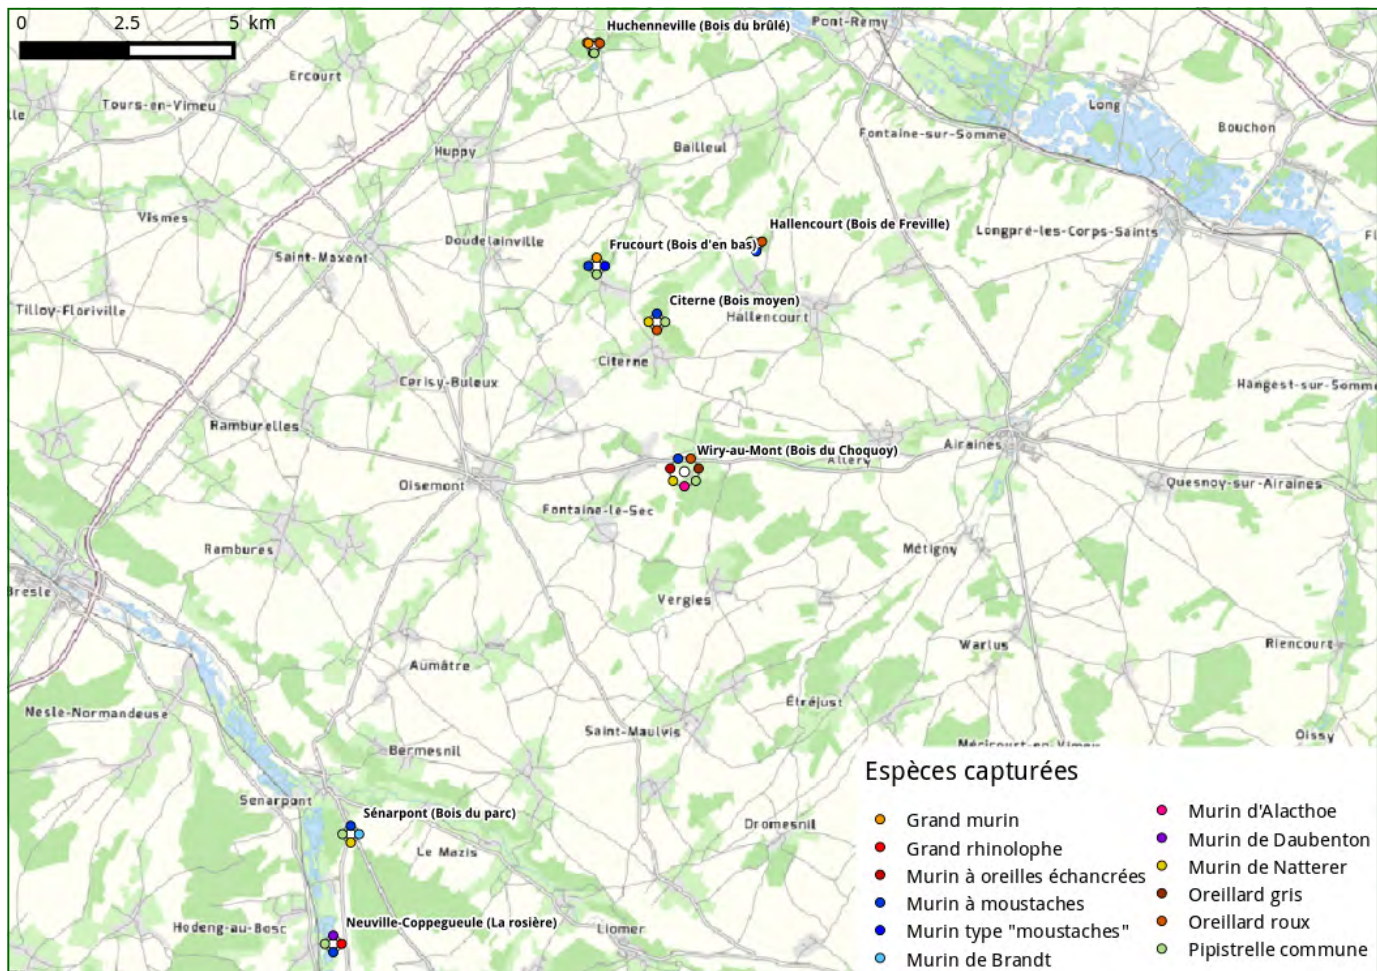 0 2.5 5 km
Huchenneville (Bois du brûlé)
Pont-Remy
Ercourt
Tours-en-Vimeu
lle
Long
Bouchon
Fontaine-sur-Somme
Bailleul
Huppy
Vismes
Hallencourt (Bois de Freville)
Longpré-les-Corps-Saints
Doudelainville
Frucourt (Bois d'en bas)
Saint-Maxent
Citerne (Bois moyen)
Tilloy-Floriville
Hallencourt
Citerne
Cerisy-Buleux
Hangest-sur-Somme
Ramburelles
Wiry-au-Mont (Bois du Choquoy)
Airaines
Allery
Oisemont
Quesnoy-sur-Airaines
Fontaine-le-Sec
Rambures
Métigny
Bresle
Vergies
Warlus
Riencourt
Aumâtre
Étréjust
Nesle-Normandeuse
Saint-Maulvis
Oissy
Bermesnil
Méricourt-en-Vimeu
Senarpont
Sénarpont (Bois du parc)
Dromesnil
Le Mazis
Neuville-Coppegueule (La rosière)
Hodeng-au-Bosc
Liomer
Espèces capturées
Grand murin
Grand rhinolophe
Murin à oreilles échancrées
Murin à moustaches
Murin type "moustaches"
Murin de Brandt
Murin d'Alacthoe
Murin de Daubenton
Murin de Natterer
Oreillard gris
Oreillard roux
Pipistrelle commune